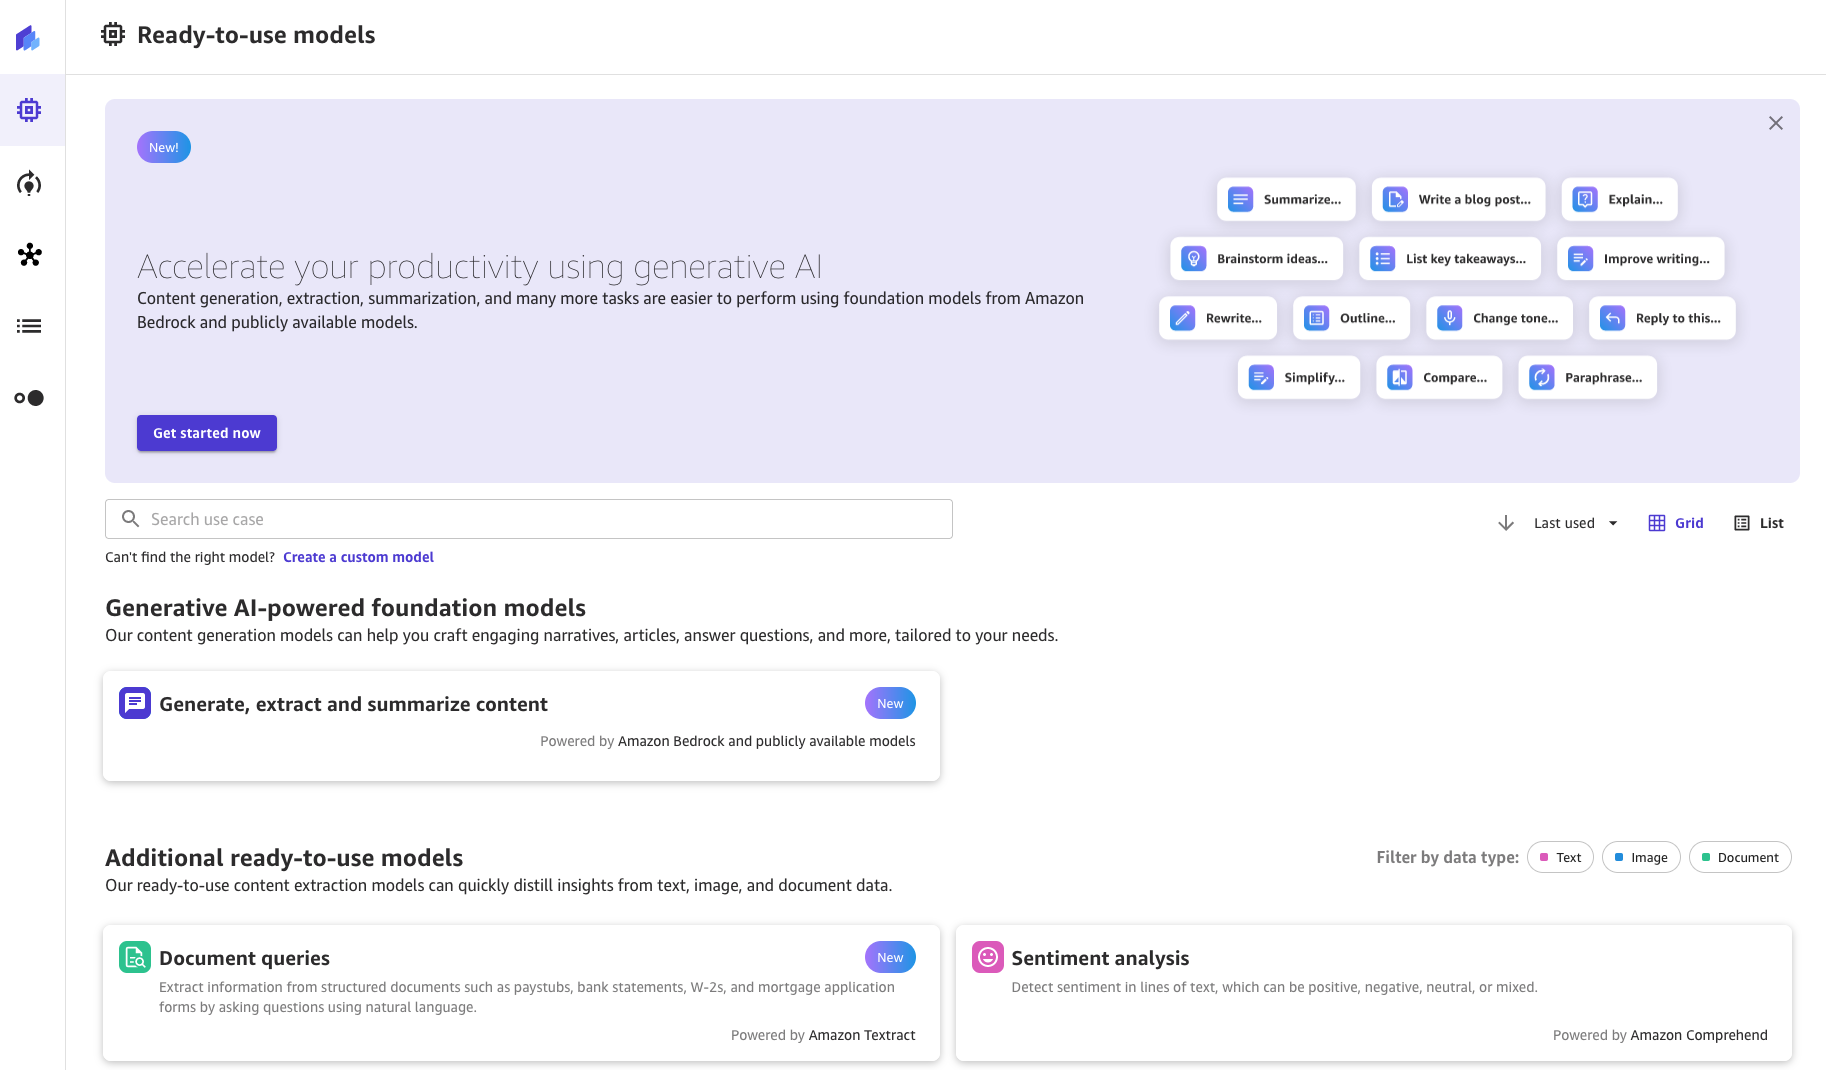 Ready-to-use models
New!
Accelerate your productivity using generative AI
Content generation, extraction, summarization, and many more tasks are easier to perform using foundation models from Amazon
Bedrock and publicly available models.
Get started now
Summarize...
Write a blog post...
Explain...
Brainstorm ideas...
List key takeaways...
Improve writing...
Rewrite...
Outline...
Change tone...
Reply to this...
Simplify...
Compare...
Paraphrase...
Search use case
Last used
Grid
List
Can't find the right model? Create a custom model
Generative AI-powered foundation models
Our content generation models can help you craft engaging narratives, articles, answer questions, and more, tailored to your needs.
Generate, extract and summarize content
New
Powered by Amazon Bedrock and publicly available models
Additional ready-to-use models
Our ready-to-use content extraction models can quickly distill insights from text, image, and document data.
Filter by data type:
Text
Image
Document
Document queries
New
Extract information from structured documents such as paystubs, bank statements, W-2s, and mortgage application
forms by asking questions using natural language.
Powered by Amazon Textract
Sentiment analysis
Detect sentiment in lines of text, which can be positive, negative, neutral, or mixed.
Powered by Amazon Comprehend